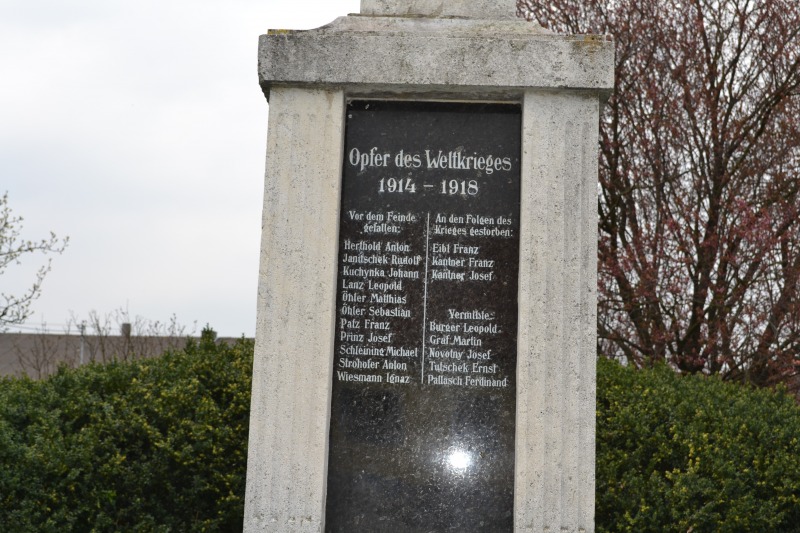 Opfer des Weltkrieges
1914 – 1918
Vor dem Feinde
gefallen:
Herthold Anton
Janitschek Rudolf
Kuchynka Johann
Lanz Leopold
Öhler Matthias
Öhler Sebastian
Patz Franz
Prinz Josef
Schleining Michael
Strohofer Anton
Wiesmann Ignaz
An den Folgen des
Krieges gestorben:
Eibl Franz
Kantner Franz
Kantner Josef
Vermißte:
Burger Leopold
Graf Martin
Novotny Josef
Tutschek Ernst
Pallasch Ferdinand